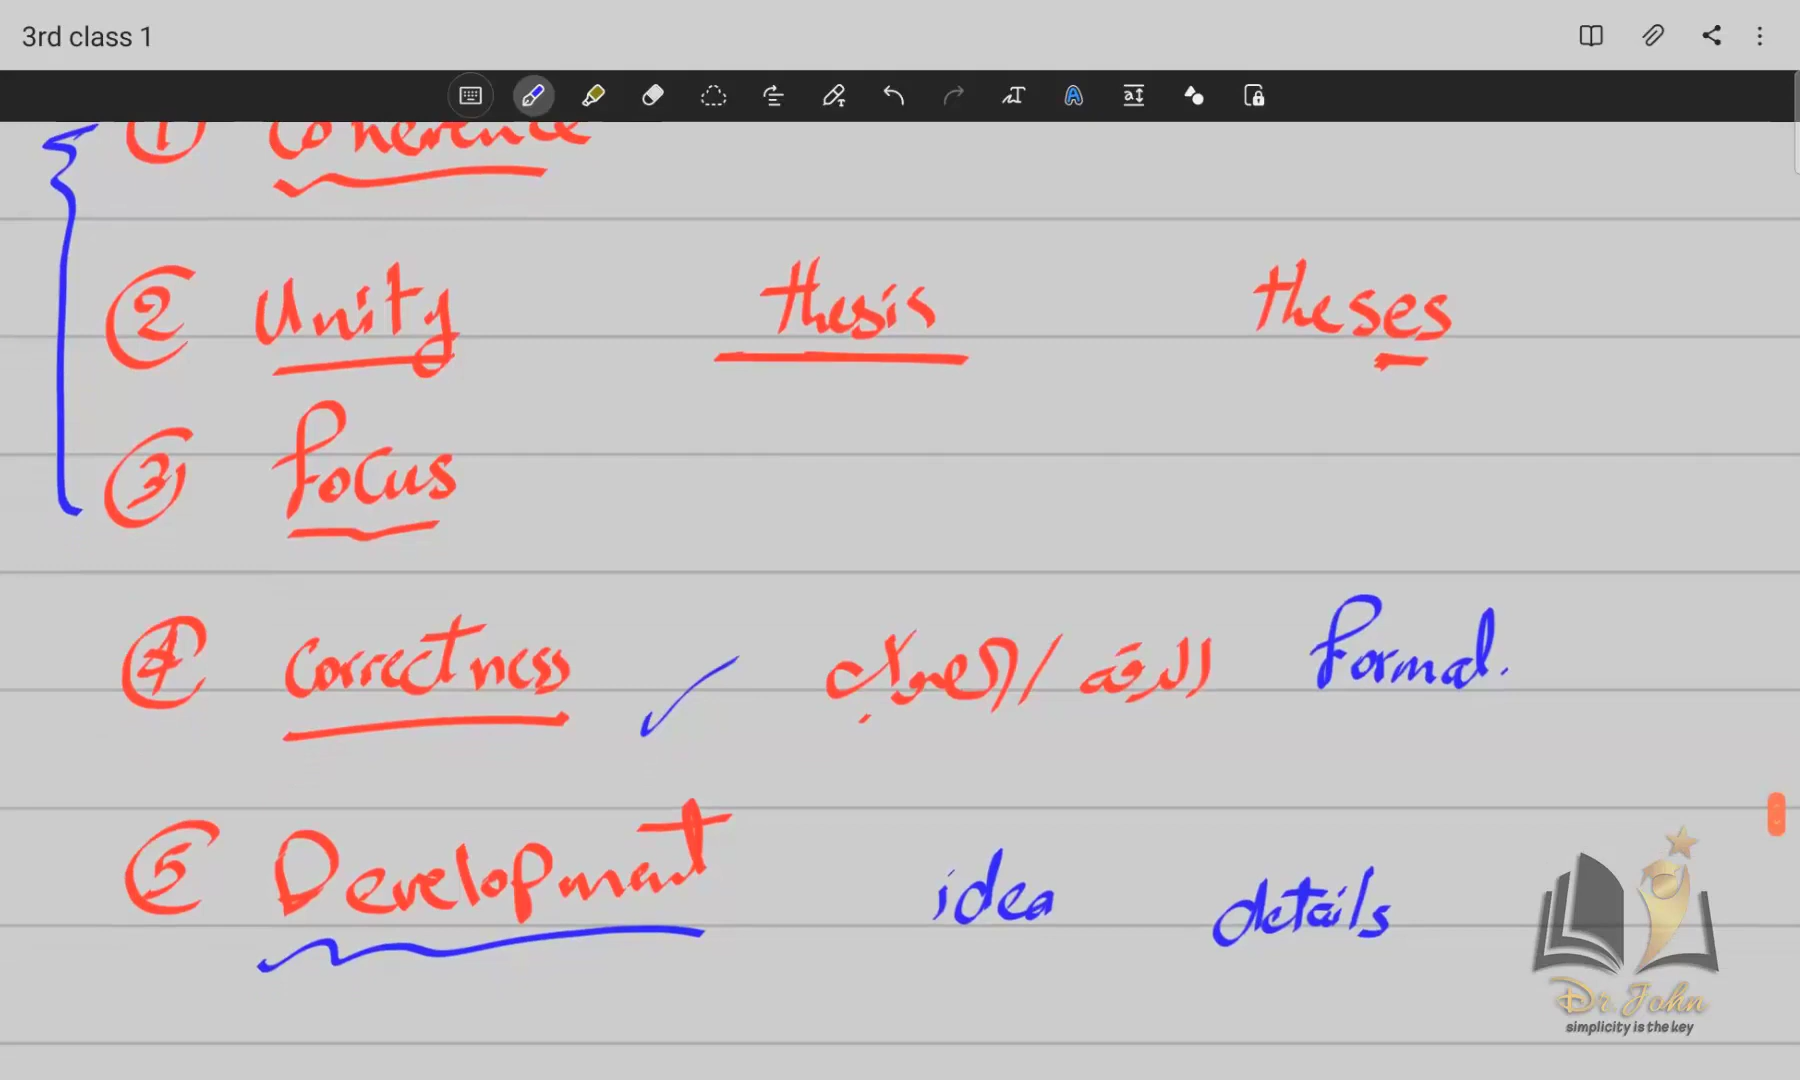 3rd class 1
① Coherence
② Unity thesis theses
③ Focus
④ Correctness الدقة / الصواب Formal.
⑤ Development idea details
Dr. John
simplicity is the key